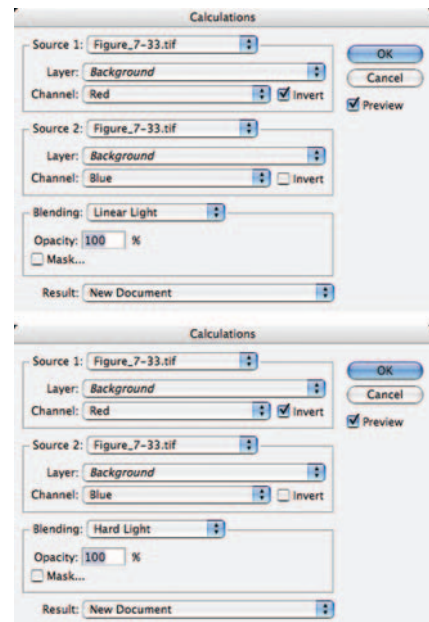 Calculations
Source 1: Figure_7-33.tif
OK
Layer: Background
Cancel
Channel: Red Invert
Preview
Source 2: Figure_7-33.tif
Layer: Background
Channel: Blue Invert
Blending: Linear Light
Opacity: 100 %
Mask...
Result: New Document
Calculations
Source 1: Figure_7-33.tif
OK
Layer: Background
Cancel
Channel: Red Invert
Preview
Source 2: Figure_7-33.tif
Layer: Background
Channel: Blue Invert
Blending: Hard Light
Opacity: 100 %
Mask...
Result: New Document